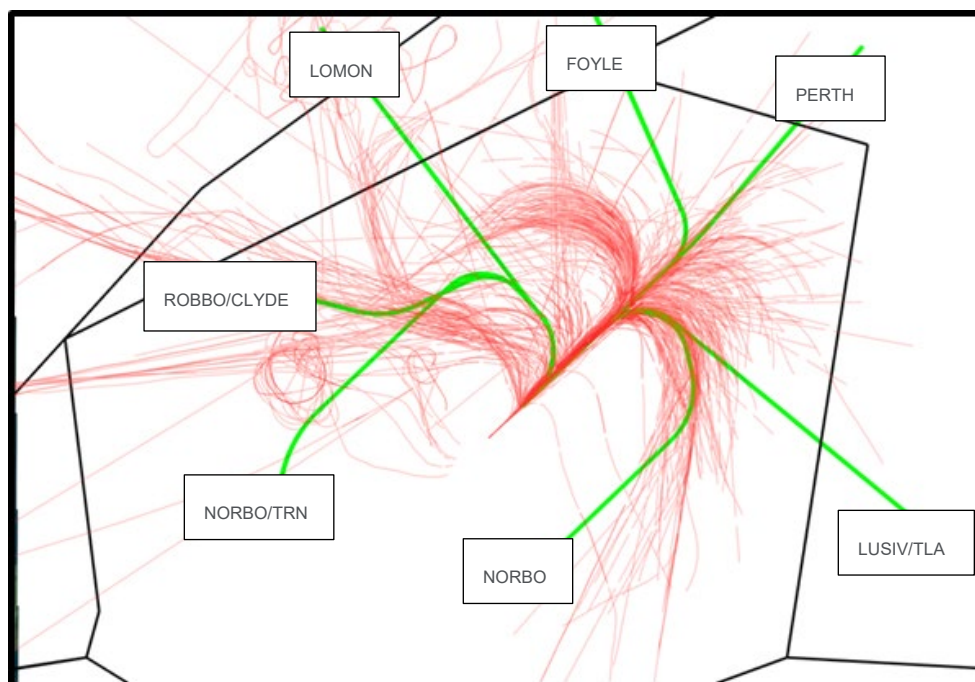 LOMON
FOYLE
PERTH
ROBBO/CLYDE
NORBO/TRN
NORBO
LUSIV/TLA